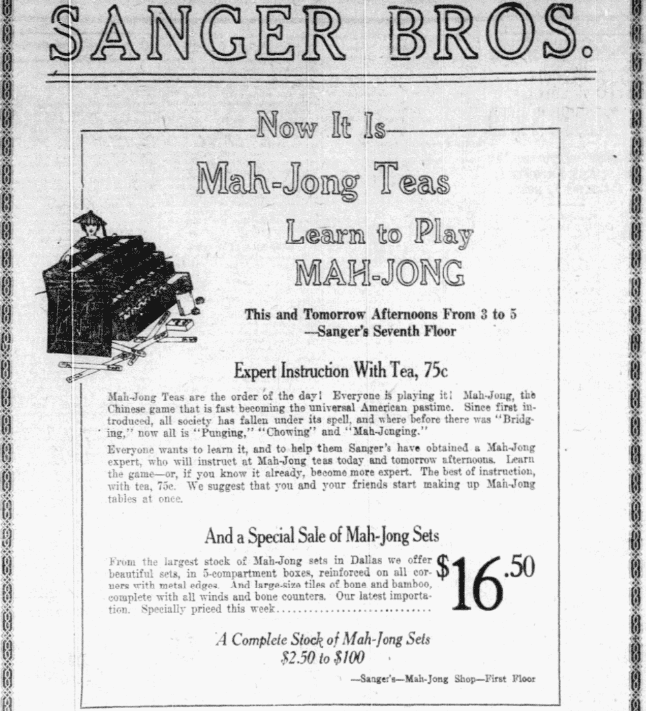 SANGER BROS.
Now It Is
Mah-Jong Teas
Learn to Play
MAH-JONG
This and Tomorrow Afternoons From 3 to 5
—Sanger's Seventh Floor
Expert Instruction With Tea, 75c
Mah-Jong Teas are the order of the day! Everyone is playing it! Mah-Jong, the
Chinese game that is fast becoming the universal American pastime. Since first in-
troduced, all society has fallen under its spell, and where before there was "Bridg-
ing," now all is "Punging," "Chowing" and "Mah-Jonging."
Everyone wants to learn it, and to help them Sanger's have obtained a Mah-Jong
expert, who will instruct at Mah-Jong teas today and tomorrow afternoons. Learn
the game—or, if you know it already, become more expert. The best of instruction,
with tea, 75c. We suggest that you and your friends start making up Mah-Jong
tables at once.
And a Special Sale of Mah-Jong Sets
From the largest stock of Mah-Jong sets in Dallas we offer
beautiful sets, in 5-compartment boxes, reinforced on all cor-
ners with metal edges. And large-size tiles of bone and bamboo,
complete with all winds and bone counters. Our latest importa-
tion. Specially priced this week............................
$16.50
A Complete Stock of Mah-Jong Sets
$2.50 to $100
—Sanger's—Mah-Jong Shop—First Floor